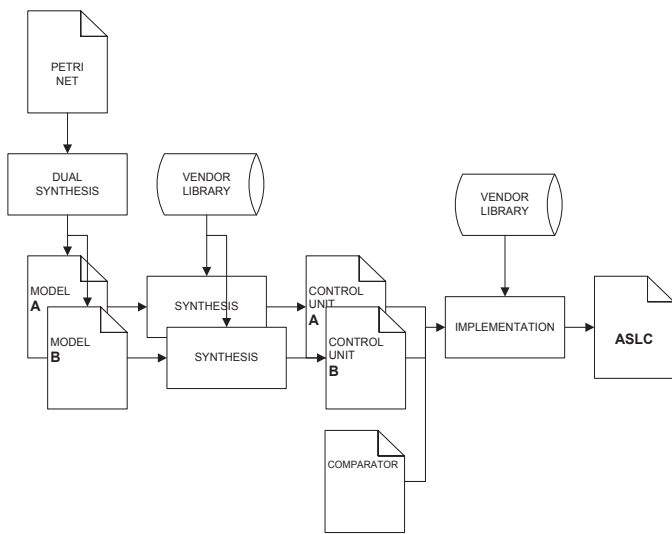 PETRI
NET
DUAL
SYNTHESIS
VENDOR
LIBRARY
VENDOR
LIBRARY
MODEL
A
SYNTHESIS
CONTROL
UNIT
A
MODEL
B
SYNTHESIS
CONTROL
UNIT
B
IMPLEMENTATION
ASLC
COMPARATOR